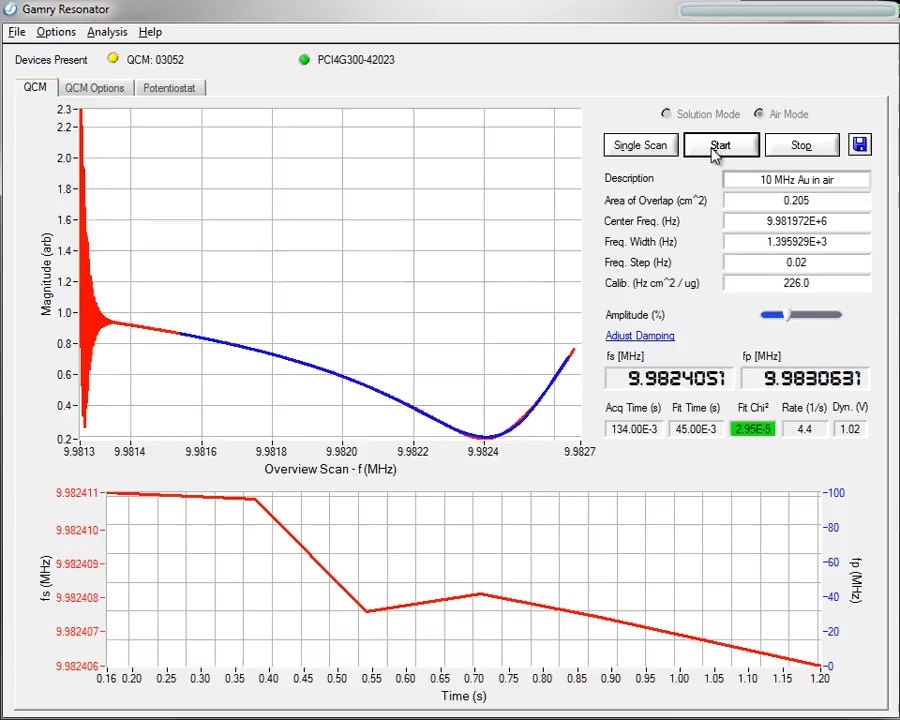 Gamry Resonator
File Options Analysis Help
Devices Present QCM: 03052 PCI4G300-42023
QCM QCM Options Potentiostat
Solution Mode Air Mode
Single Scan Start Stop
Description 10 MHz Au in air
Area of Overlap (cm^2) 0.205
Center Freq. (Hz) 9.981972E+6
Freq. Width (Hz) 1.395929E+3
Freq. Step (Hz) 0.02
Calib. (Hz cm^2 / ug) 226.0
Amplitude (%)
Adjust Damping
fs [MHz] fp [MHz]
9.9824051 9.9830631
Acq Time (s) Fit Time (s) Fit Chi² Rate (1/s) Dyn. (V)
134.00E-3 45.00E-3 2.95E-5 4.4 1.02
Magnitude (arb)
2.3
2.2
2.0
1.8
1.6
1.4
1.2
1.0
0.8
0.6
0.4
0.2
9.9813 9.9814 9.9816 9.9818 9.9820 9.9822 9.9824 9.9827
Overview Scan - f (MHz)
fs (MHz)
9.982411
9.982410
9.982409
9.982408
9.982407
9.982406
100
80
60
40
20
0
fp (MHz)
0.16 0.20 0.25 0.30 0.35 0.40 0.45 0.50 0.55 0.60 0.65 0.70 0.75 0.80 0.85 0.90 0.95 1.00 1.05 1.10 1.15 1.20
Time (s)